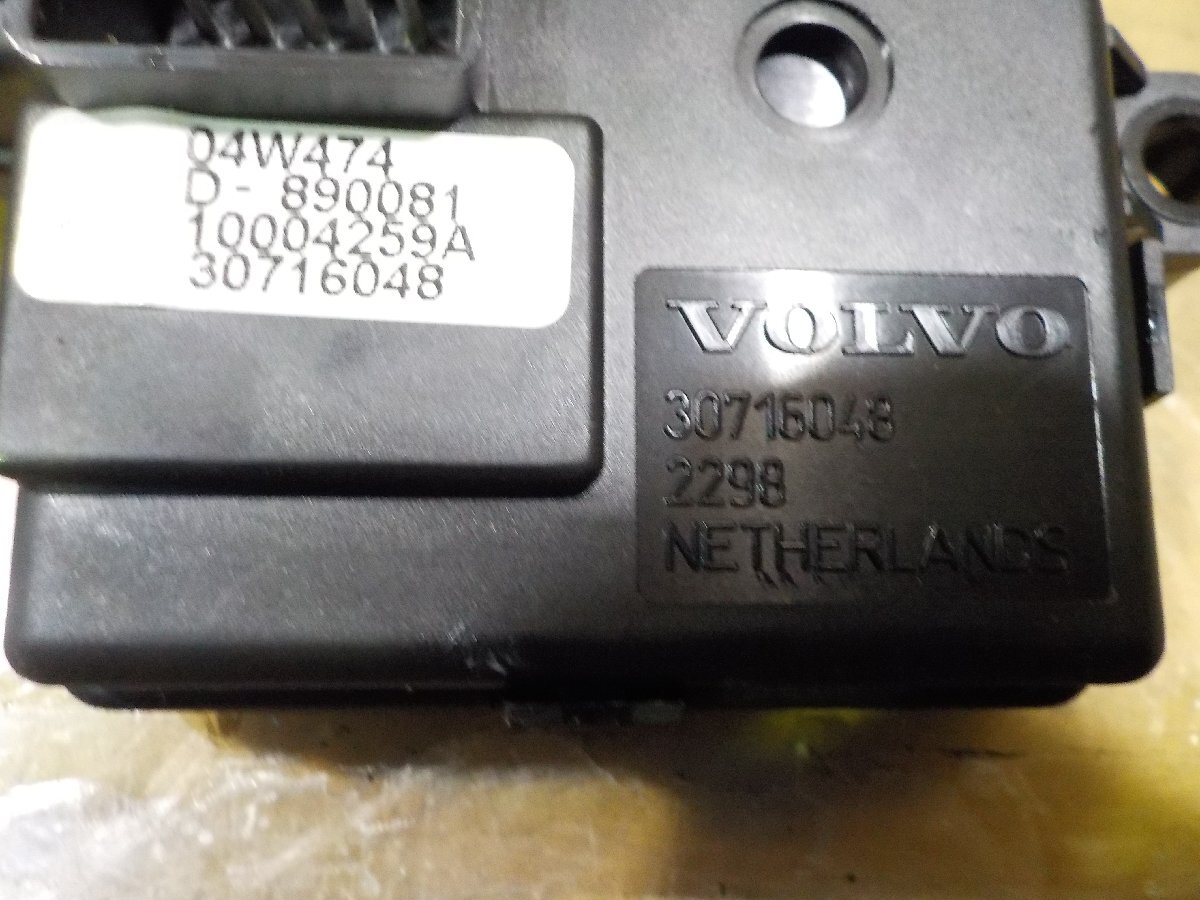 04W474
D- 890081
10004259A
30716048
VOLVO
30716048
2298
NETHERLANDS